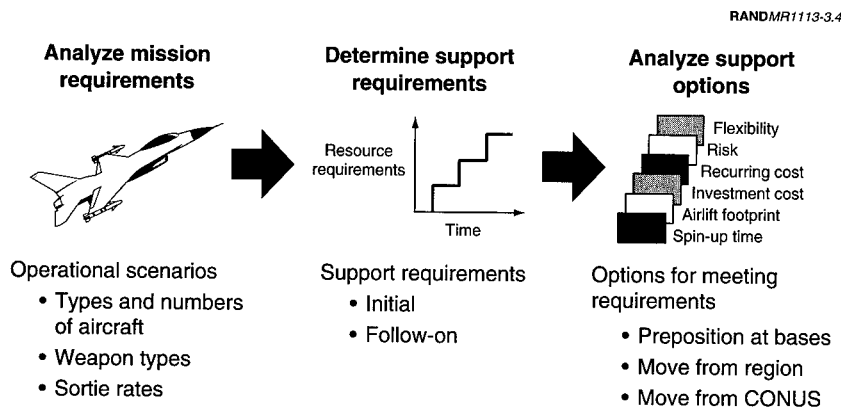 RANDMR1113-3.4
Analyze mission
requirements
Determine support
requirements
Analyze support
options
Resource
requirements
Time
Flexibility
Risk
Recurring cost
Investment cost
Airlift footprint
Spin-up time
Operational scenarios
• Types and numbers
of aircraft
• Weapon types
• Sortie rates
Support requirements
• Initial
• Follow-on
Options for meeting
requirements
• Preposition at bases
• Move from region
• Move from CONUS